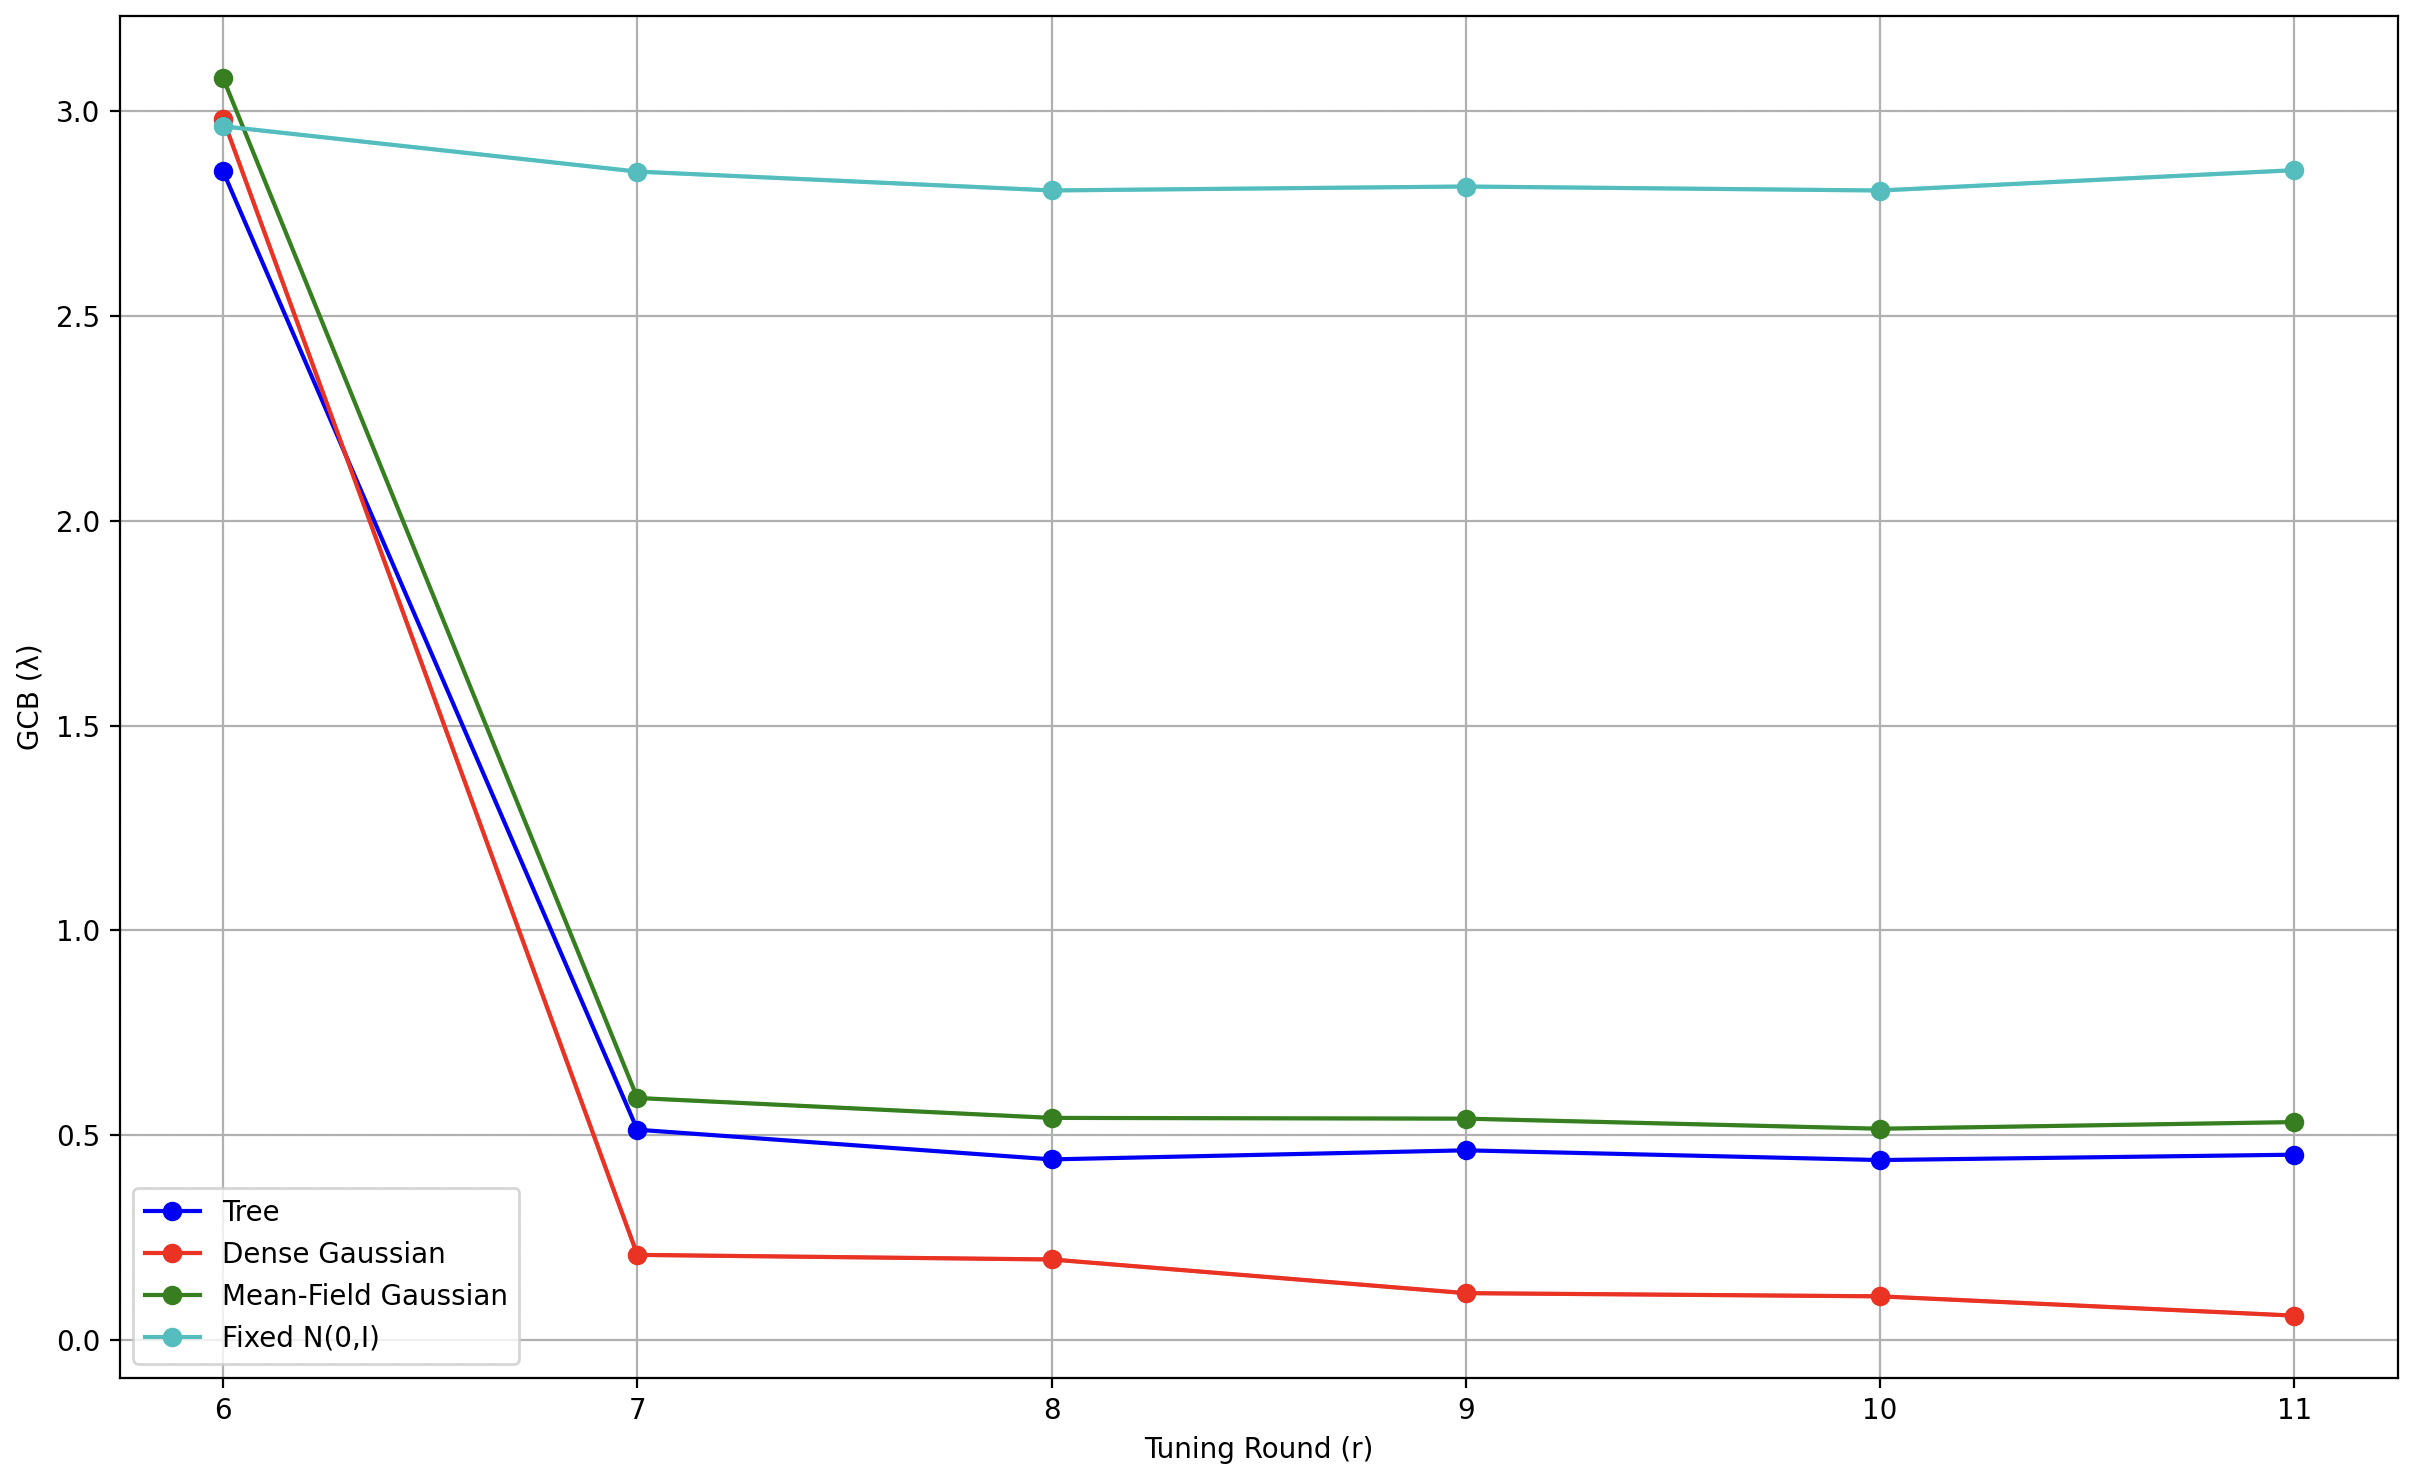 GCB (λ)
3.0
2.5
2.0
1.5
1.0
0.5
0.0
Tree
Dense Gaussian
Mean-Field Gaussian
Fixed N(0,I)
6 7 8 9 10 11
Tuning Round (r)